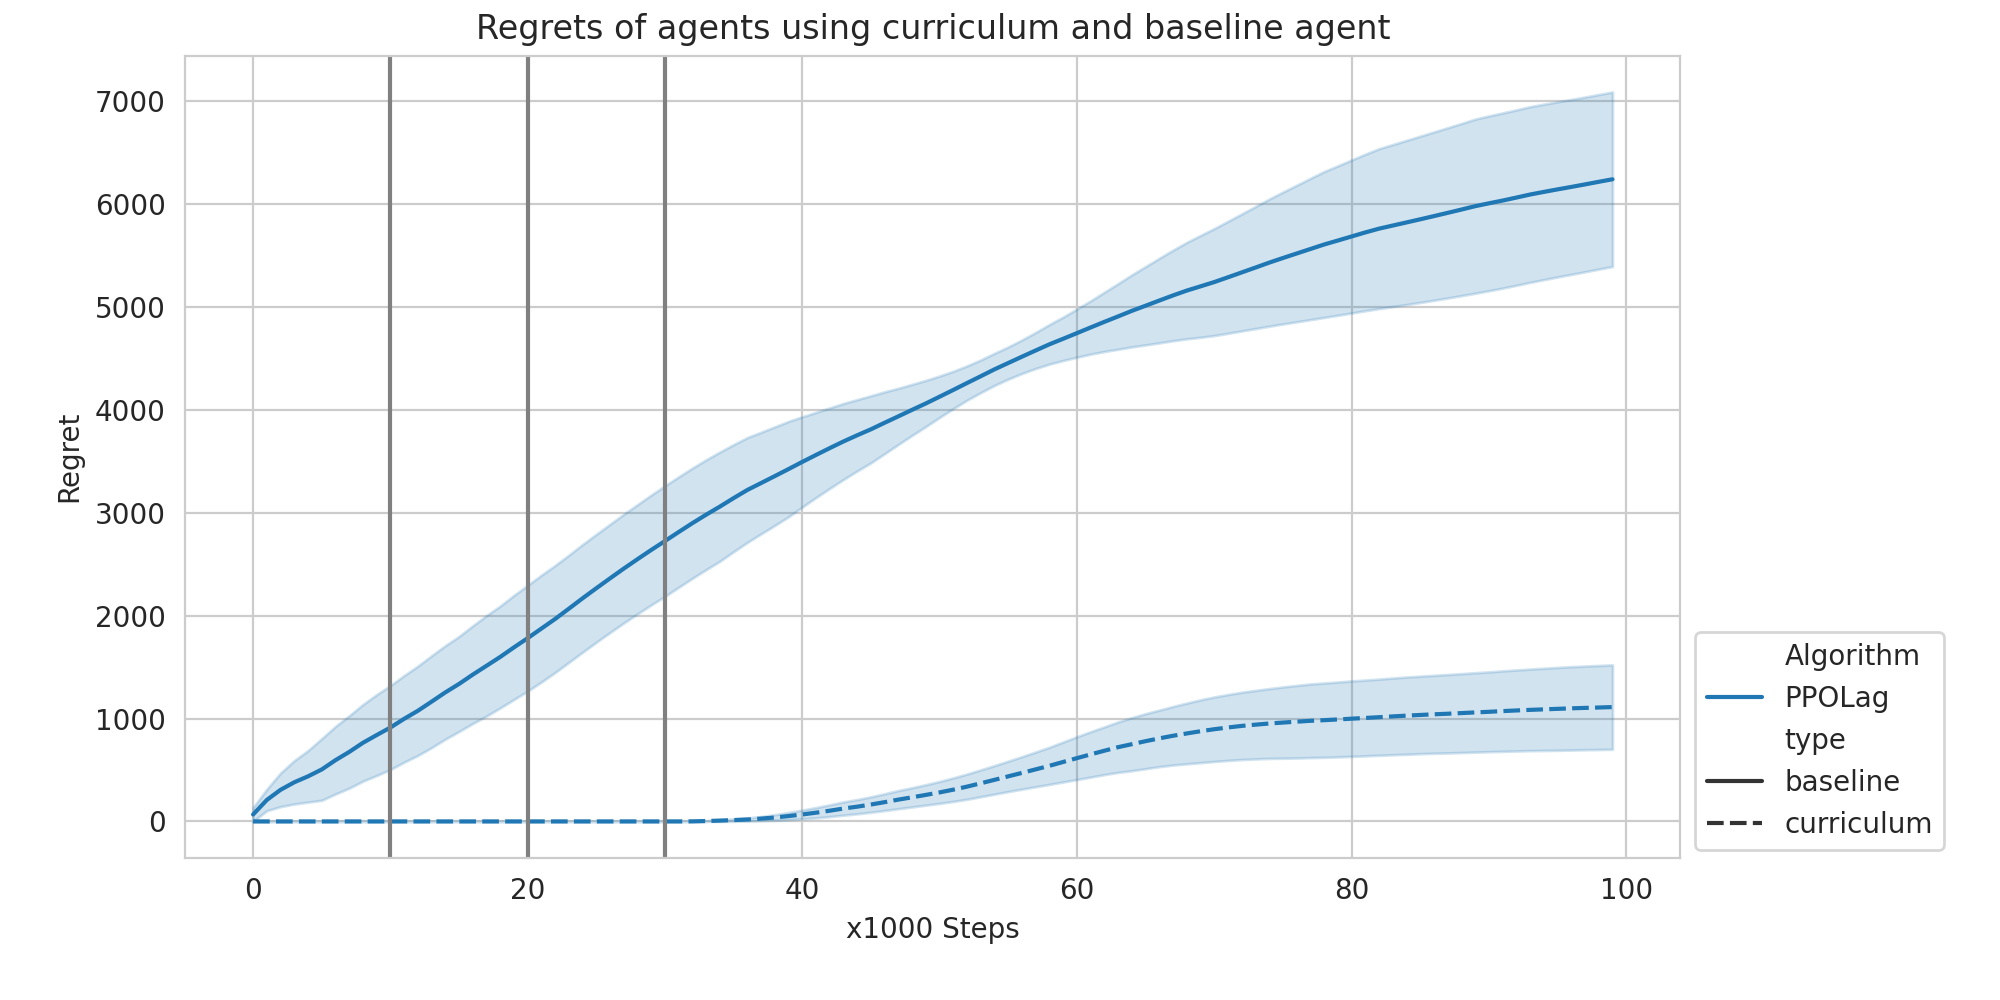 Regrets of agents using curriculum and baseline agent
7000
6000
5000
4000
3000
2000
1000
0
Regret
0 20 40 60 80 100
x1000 Steps
Algorithm
PPOLag
type
baseline
curriculum